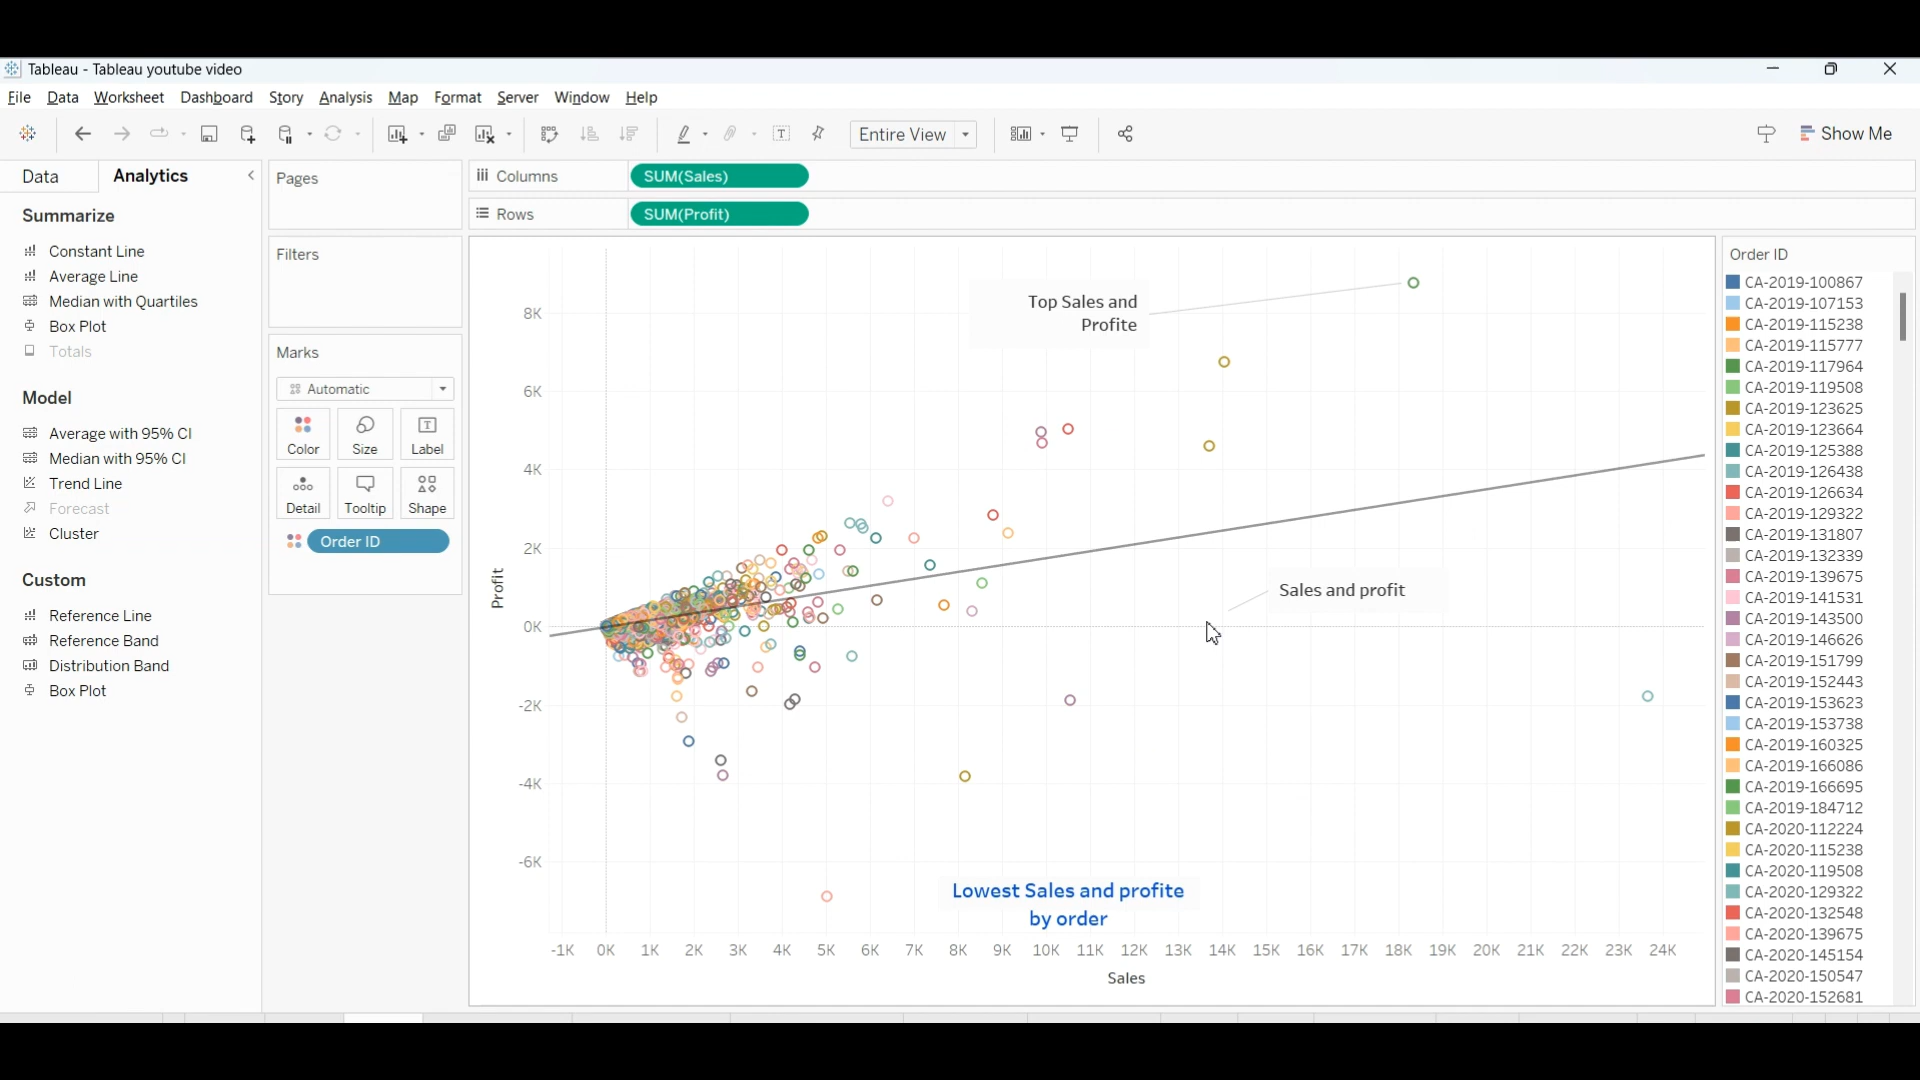 Tableau - Tableau youtube video
File Data Worksheet Dashboard Story Analysis Map Format Server Window Help
Entire View
Show Me
Data Analytics
Summarize
Constant Line
Average Line
Median with Quartiles
Box Plot
Totals
Model
Average with 95% CI
Median with 95% CI
Trend Line
Forecast
Cluster
Custom
Reference Line
Reference Band
Distribution Band
Box Plot
Pages
Filters
Marks
Automatic
Color Size Label
Detail Tooltip Shape
Order ID
Columns SUM(Sales)
Rows SUM(Profit)
Top Sales and
Profite
Sales and profit
Lowest Sales and profite
by order
Profit
8K
6K
4K
2K
0K
-2K
-4K
-6K
-1K 0K 1K 2K 3K 4K 5K 6K 7K 8K 9K 10K 11K 12K 13K 14K 15K 16K 17K 18K 19K 20K 21K 22K 23K 24K
Sales
Order ID
CA-2019-100867
CA-2019-107153
CA-2019-115238
CA-2019-115777
CA-2019-117964
CA-2019-119508
CA-2019-123625
CA-2019-123664
CA-2019-125388
CA-2019-126438
CA-2019-126634
CA-2019-129322
CA-2019-131807
CA-2019-132339
CA-2019-139675
CA-2019-141531
CA-2019-143500
CA-2019-146626
CA-2019-151799
CA-2019-152443
CA-2019-153623
CA-2019-153738
CA-2019-160325
CA-2019-166086
CA-2019-166695
CA-2019-184712
CA-2020-112224
CA-2020-115238
CA-2020-119508
CA-2020-129322
CA-2020-132548
CA-2020-139675
CA-2020-145154
CA-2020-150547
CA-2020-152681